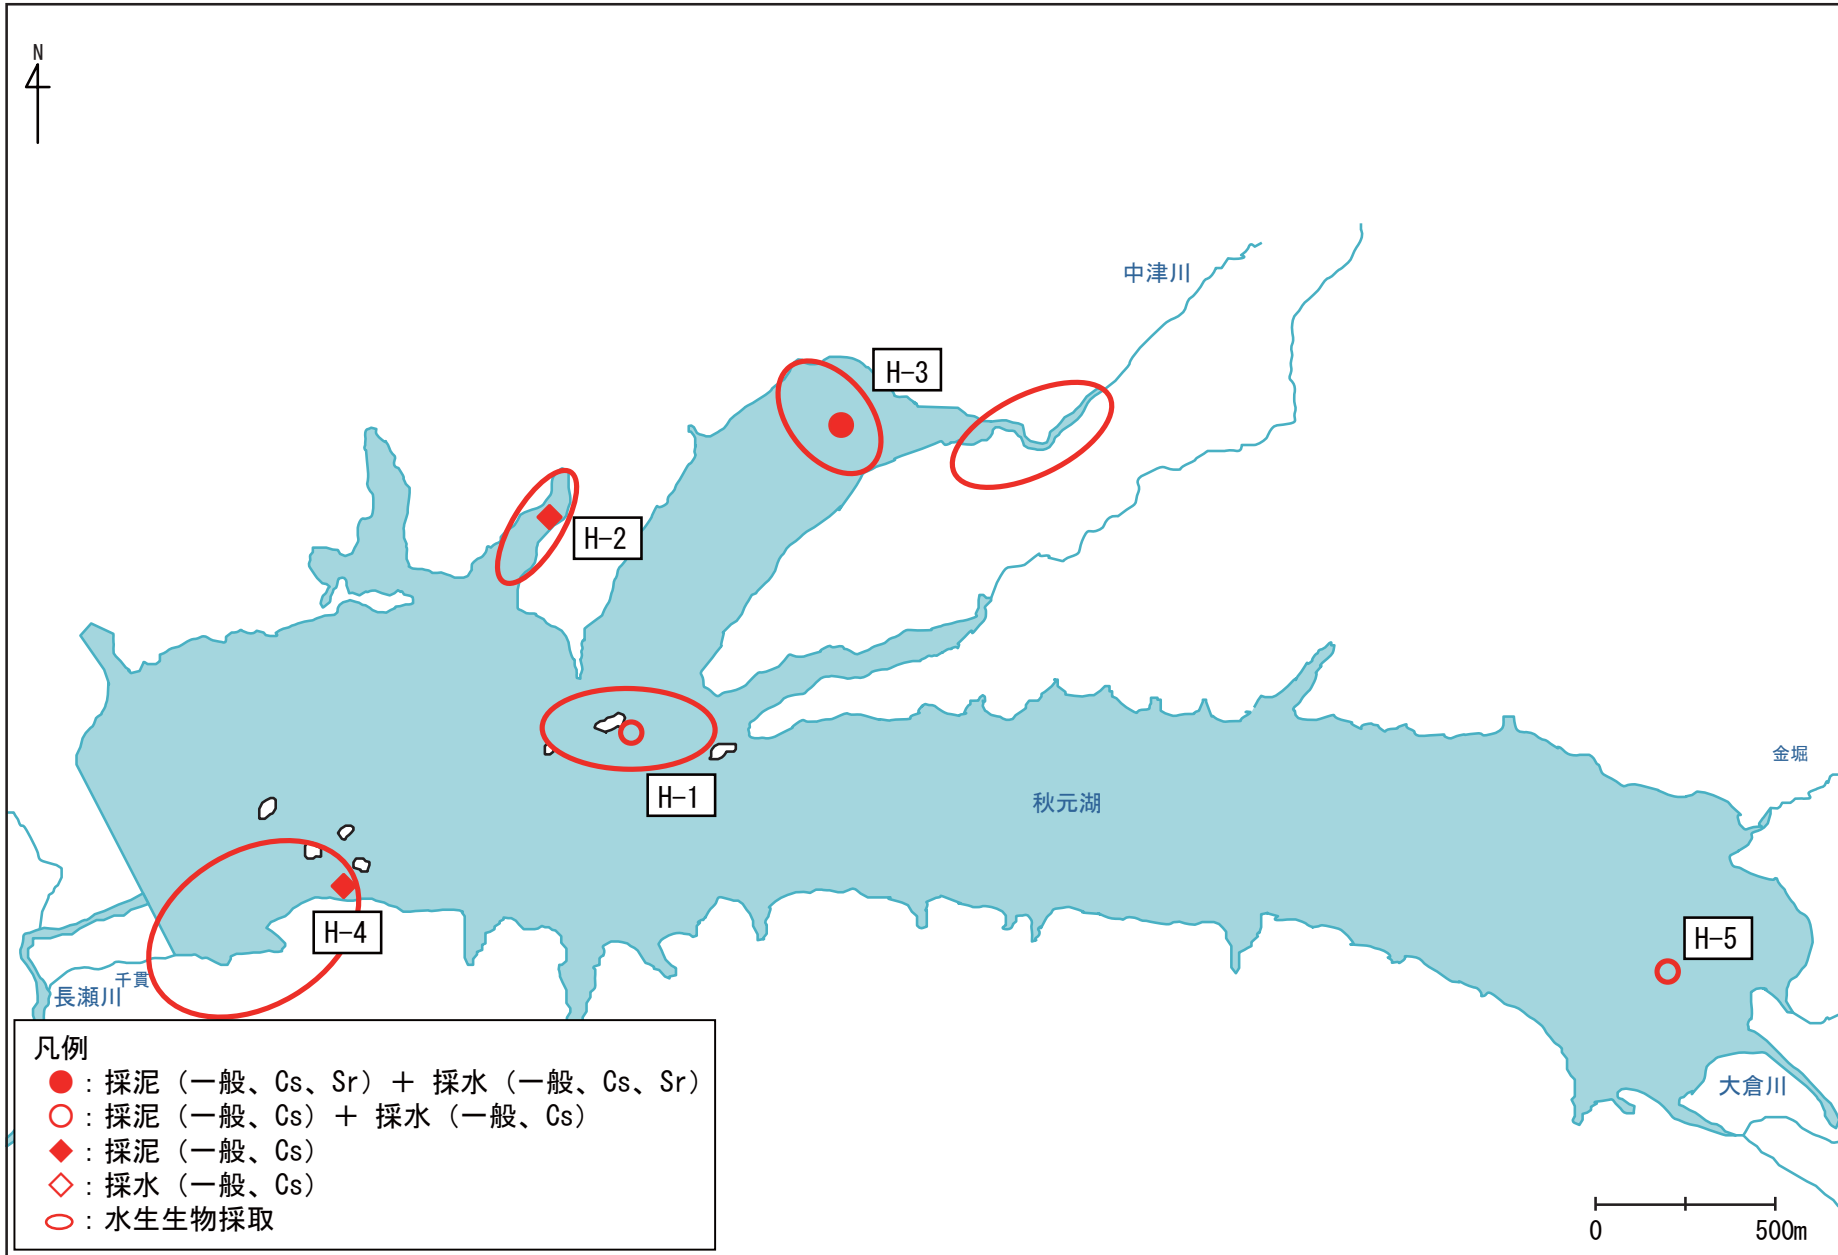 N
中津川
H-3
H-2
金堀
H-1
秋元湖
H-4
H-5
千貫
長瀬川
大倉川
凡例
：採泥（一般、Cs、Sr）＋ 採水（一般、Cs、Sr）
：採泥（一般、Cs）＋ 採水（一般、Cs）
：採泥（一般、Cs）
：採水（一般、Cs）
：水生生物採取
0 500m